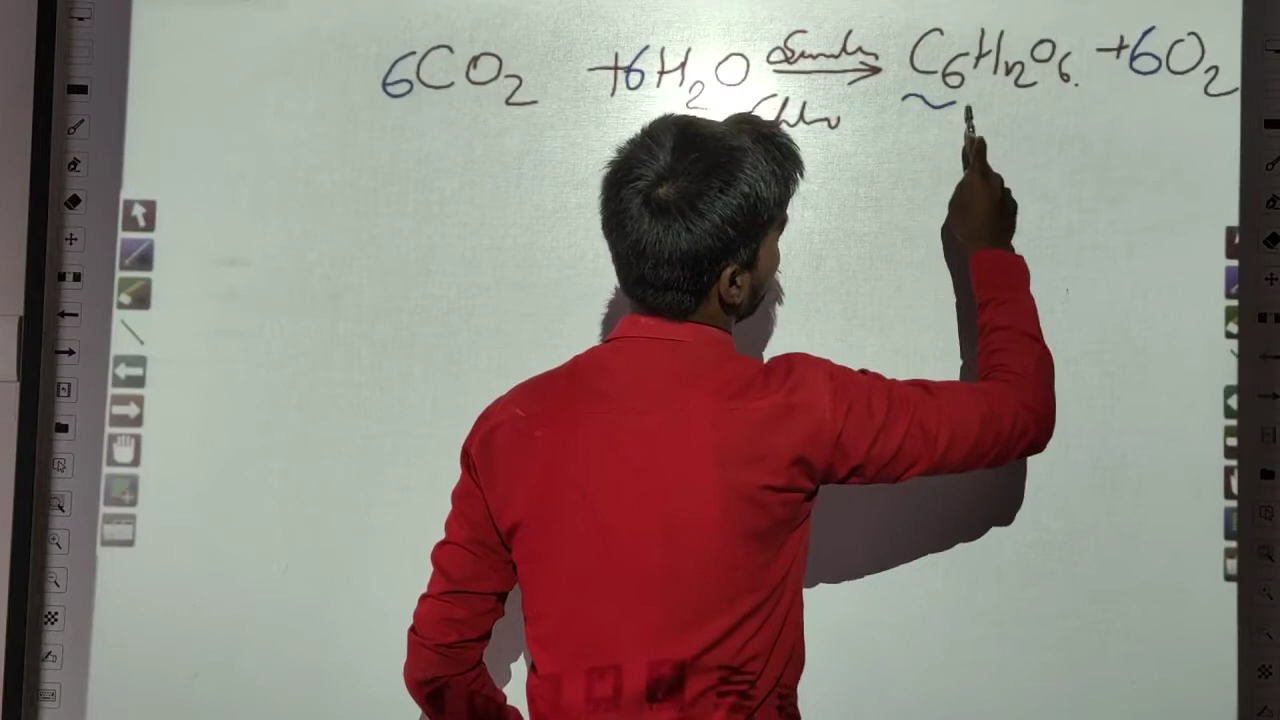 6CO₂ + 6H₂O → C₆H₁₂O₆ + 6O₂